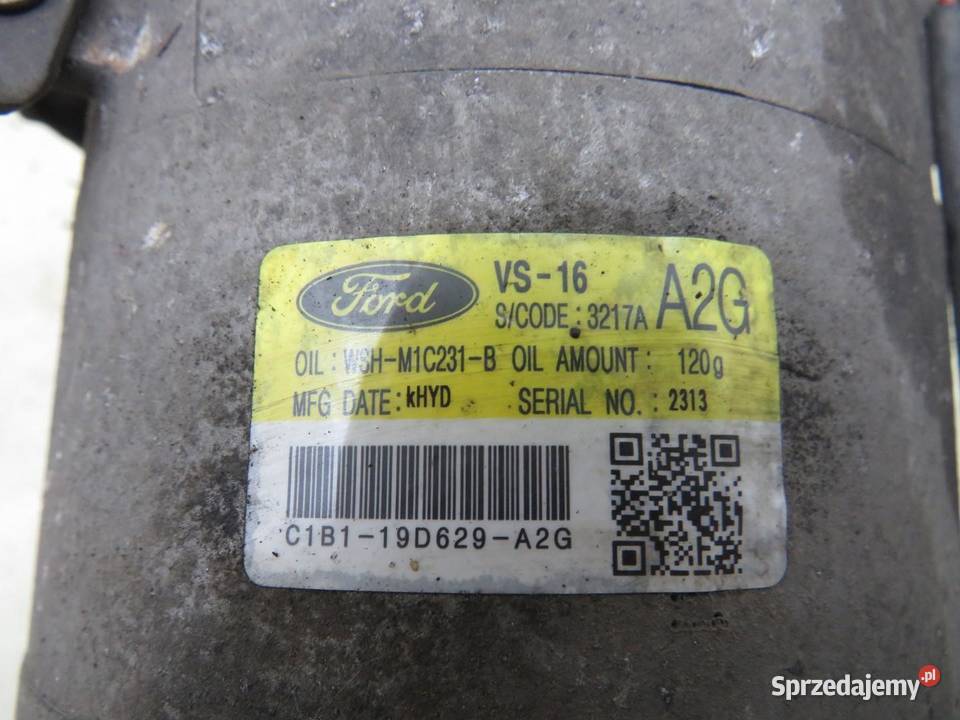 Ford VS-16 A2G
S/CODE: 3217A
OIL: WSH-M1C231-B OIL AMOUNT: 120g
MFG DATE: kHYD SERIAL NO.: 2313
C1B1-19D629-A2G
Sprzedajemy.pl